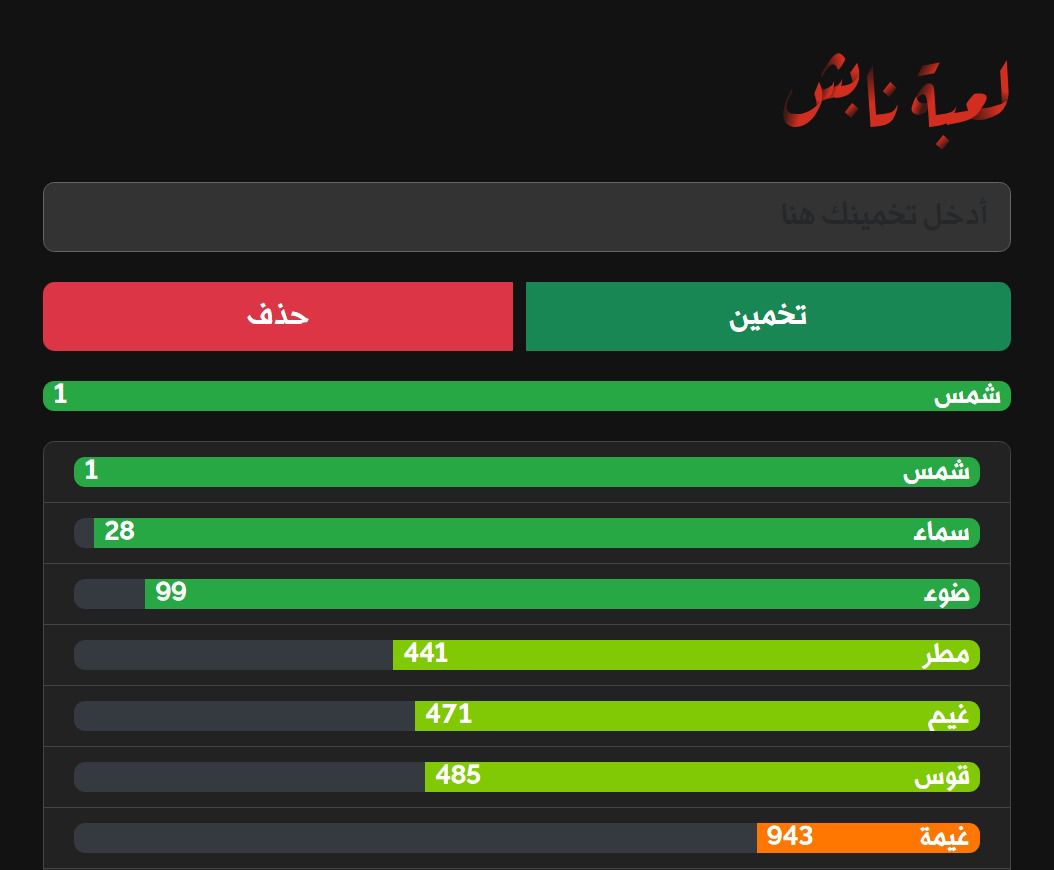 لعبة نابش
أدخل تخمينك هنا
تخمين حذف
شمس 1
شمس 1
سماء 28
ضوء 99
مطر 441
غيم 471
قوس 485
غيمة 943